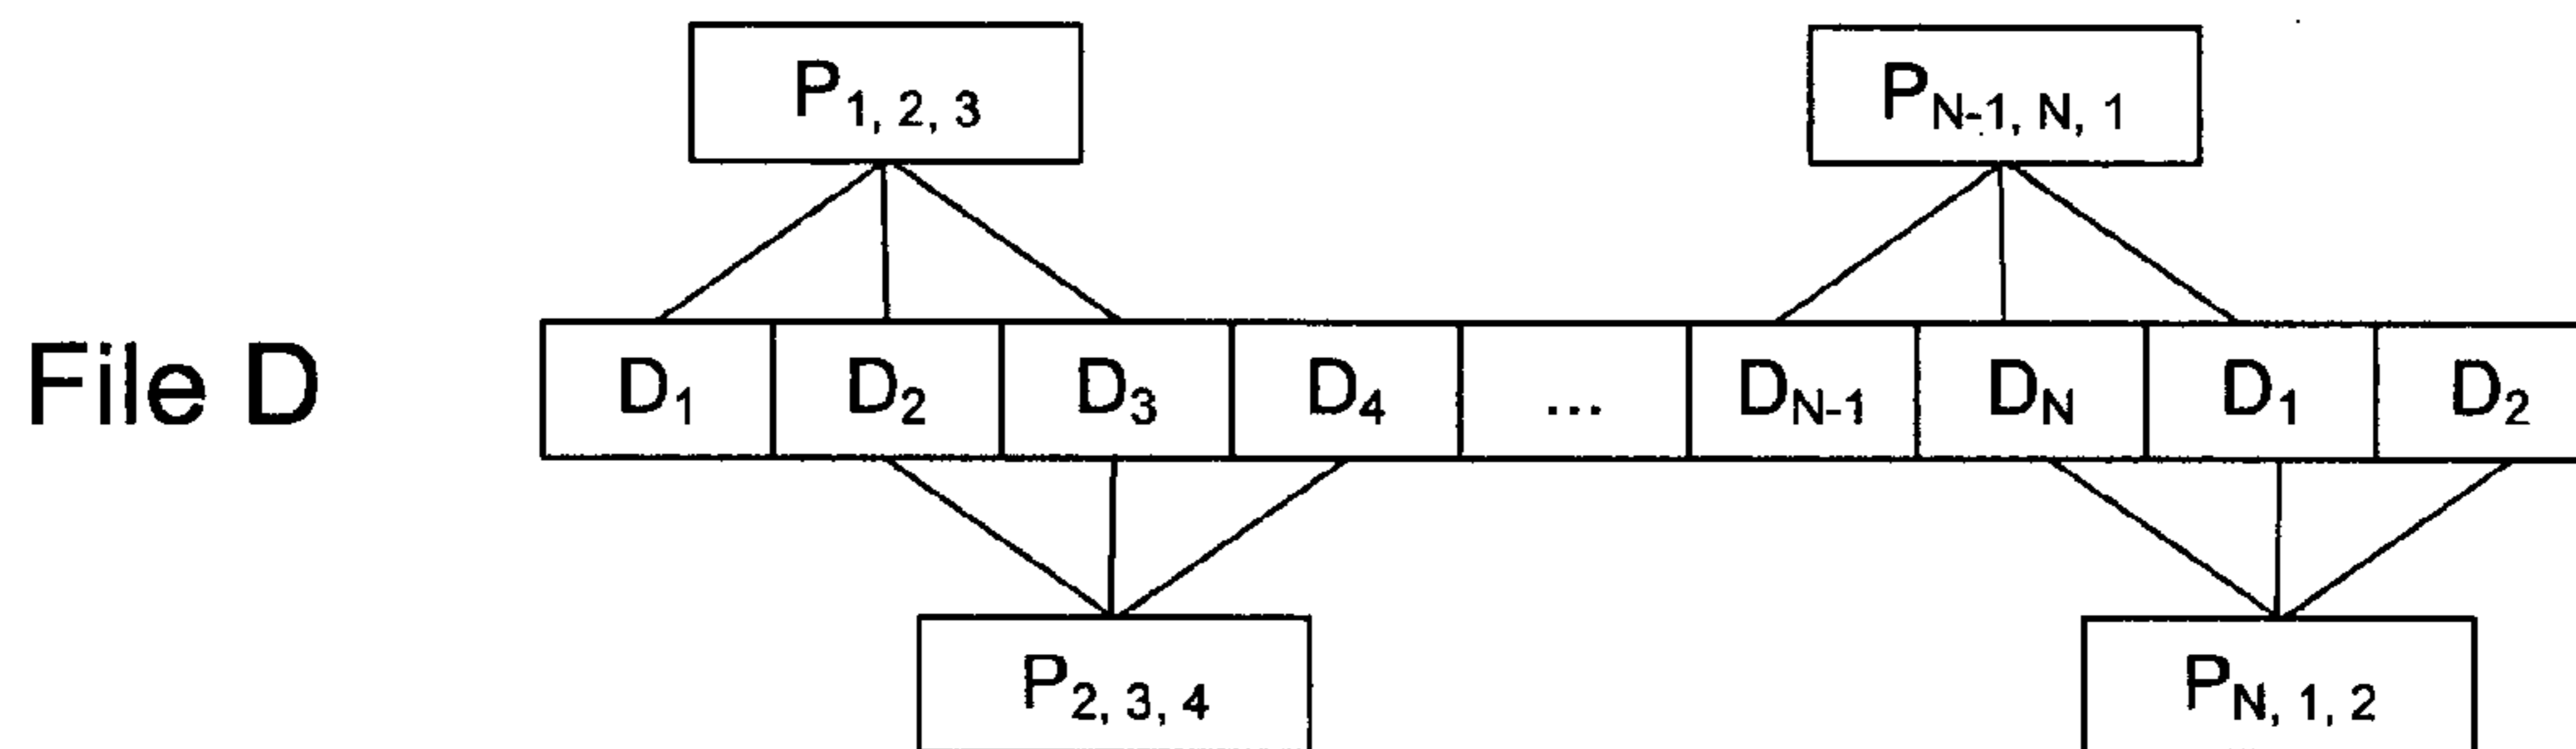 P1, 2, 3 PN-1, N, 1
File D D1 D2 D3 D4 ... DN-1 DN D1 D2
P2, 3, 4 PN, 1, 2